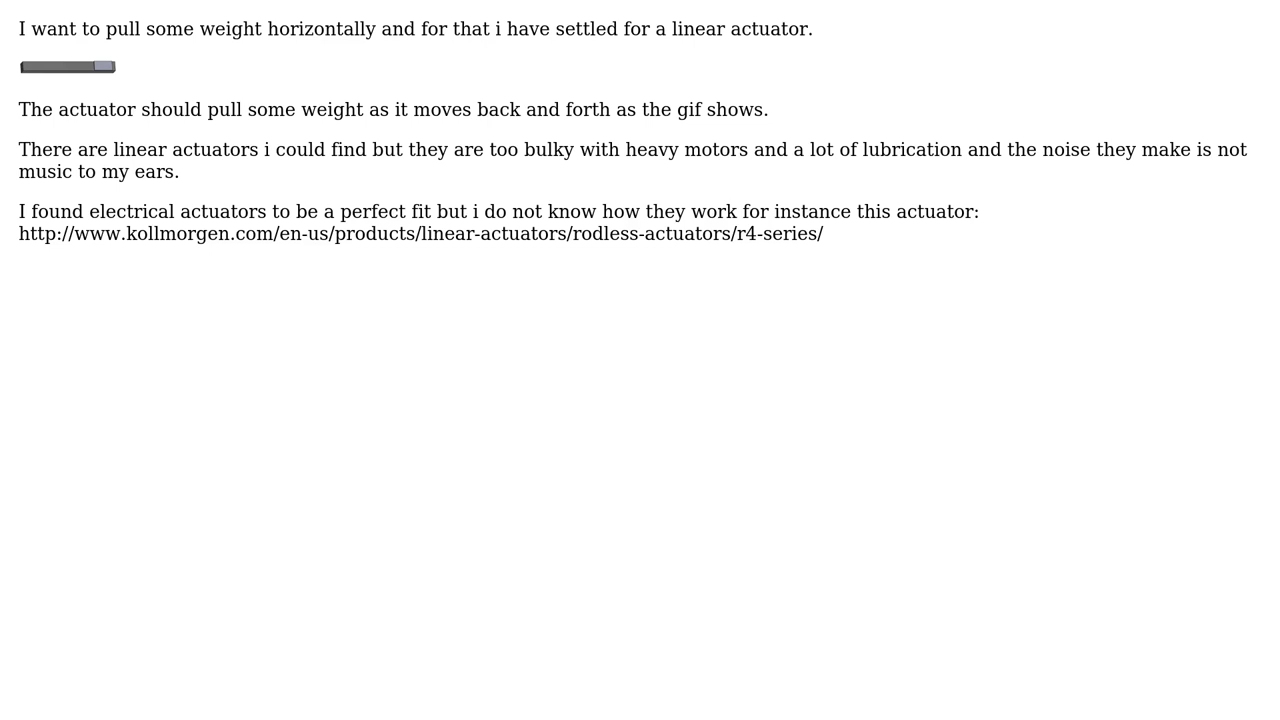 I want to pull some weight horizontally and for that i have settled for a linear actuator.
The actuator should pull some weight as it moves back and forth as the gif shows.
There are linear actuators i could find but they are too bulky with heavy motors and a lot of lubrication and the noise they make is not
music to my ears.
I found electrical actuators to be a perfect fit but i do not know how they work for instance this actuator:
http://www.kollmorgen.com/en-us/products/linear-actuators/rodless-actuators/r4-series/